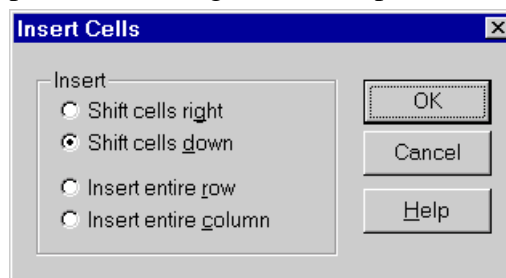 Insert Cells
Insert
Shift cells right
Shift cells down
Insert entire row
Insert entire column
OK
Cancel
Help